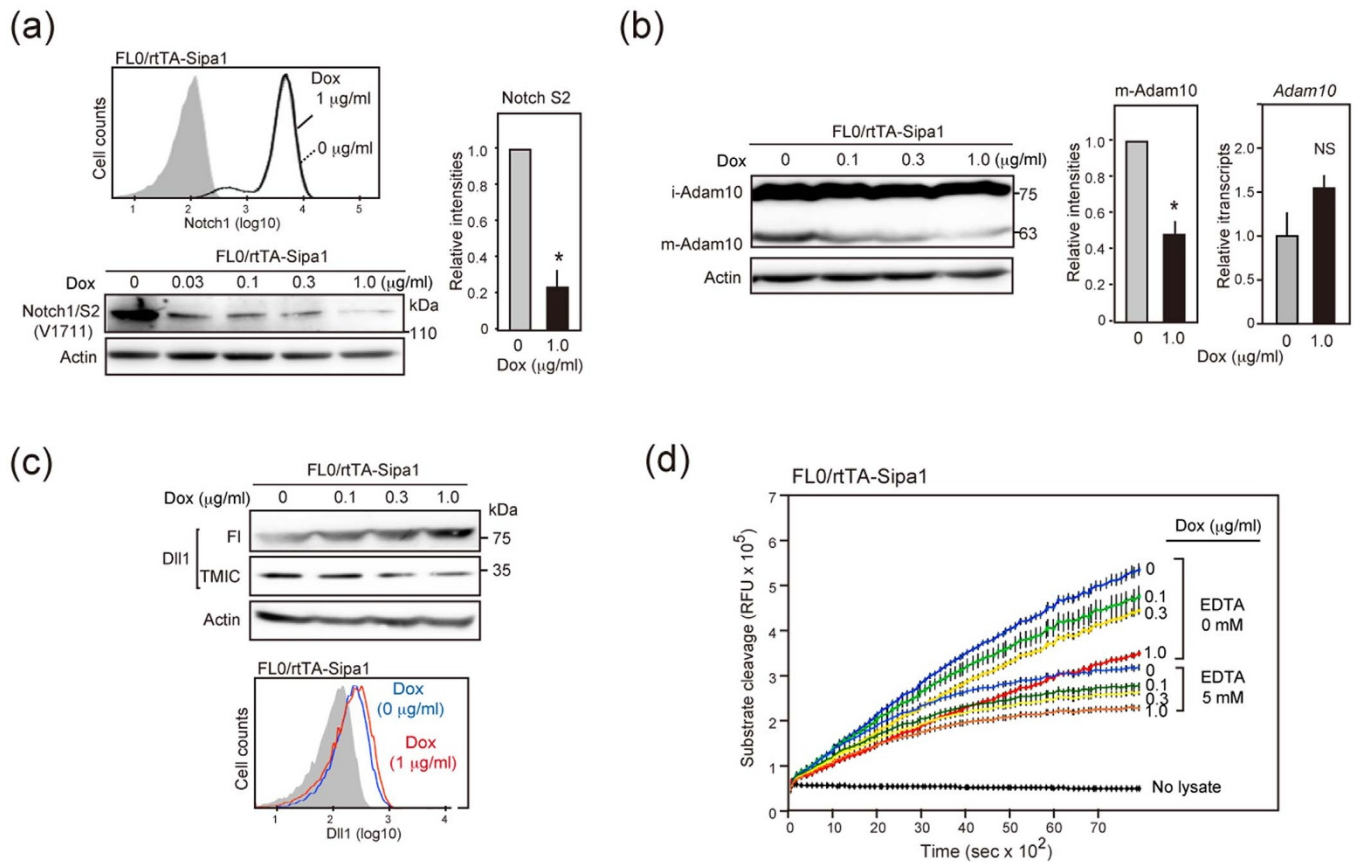 (a)
FL0/rtTA-Sipa1
Dox
1 μg/ml
0 μg/ml
Cell counts
1 2 3 4 5
Notch1 (log10)
FL0/rtTA-Sipa1
Dox 0 0.03 0.1 0.3 1.0 (μg/ml)
kDa
Notch1/S2
(V1711)
110
Actin
Notch S2
Relative intensities
1.0
0.8
0.6
0.4
0.2
0
*
0 1.0
Dox (μg/ml)
(b)
FL0/rtTA-Sipa1
Dox 0 0.1 0.3 1.0 (μg/ml)
i-Adam10
75
m-Adam10
63
Actin
m-Adam10
Relative intensities
1.0
0.8
0.6
0.4
0.2
0
*
0 1.0
Adam10
Relative itranscripts
2.0
1.5
1.0
0.5
0
NS
0 1.0
Dox (μg/ml)
(c)
FL0/rtTA-Sipa1
Dox (μg/ml) 0 0.1 0.3 1.0
kDa
Dll1
Fl
75
TMIC
35
Actin
FL0/rtTA-Sipa1
Dox
(0 μg/ml)
Dox
(1 μg/ml)
Cell counts
1 2 3 4
Dll1 (log10)
(d)
FL0/rtTA-Sipa1
Substrate cleavage (RFU x 10⁵)
7
6
5
4
3
2
1
0
Dox (μg/ml)
0
0.1
0.3
1.0
EDTA
0 mM
0
0.1
0.3
1.0
EDTA
5 mM
No lysate
0 10 20 30 40 50 60 70
Time (sec x 10²)